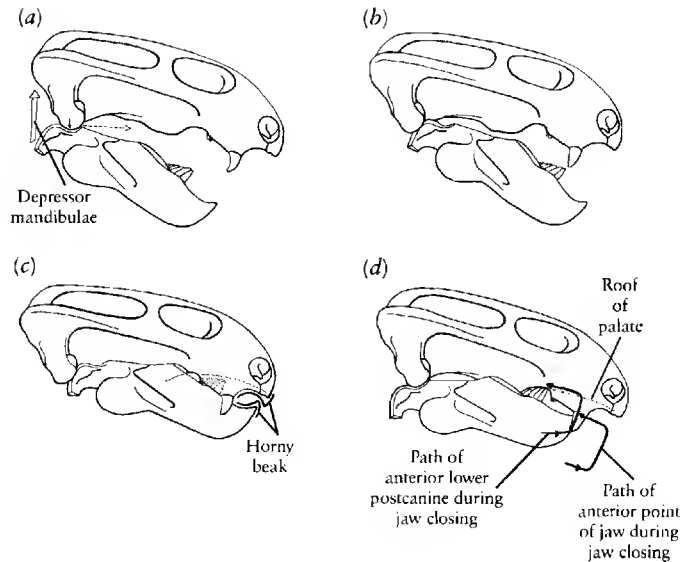 (a)
(b)
Depressor
mandibulae
(c)
(d)
Roof
of
palate
Horny
beak
Path of
anterior lower
postcanine during
jaw closing
Path of
anterior point
of jaw during
jaw closing